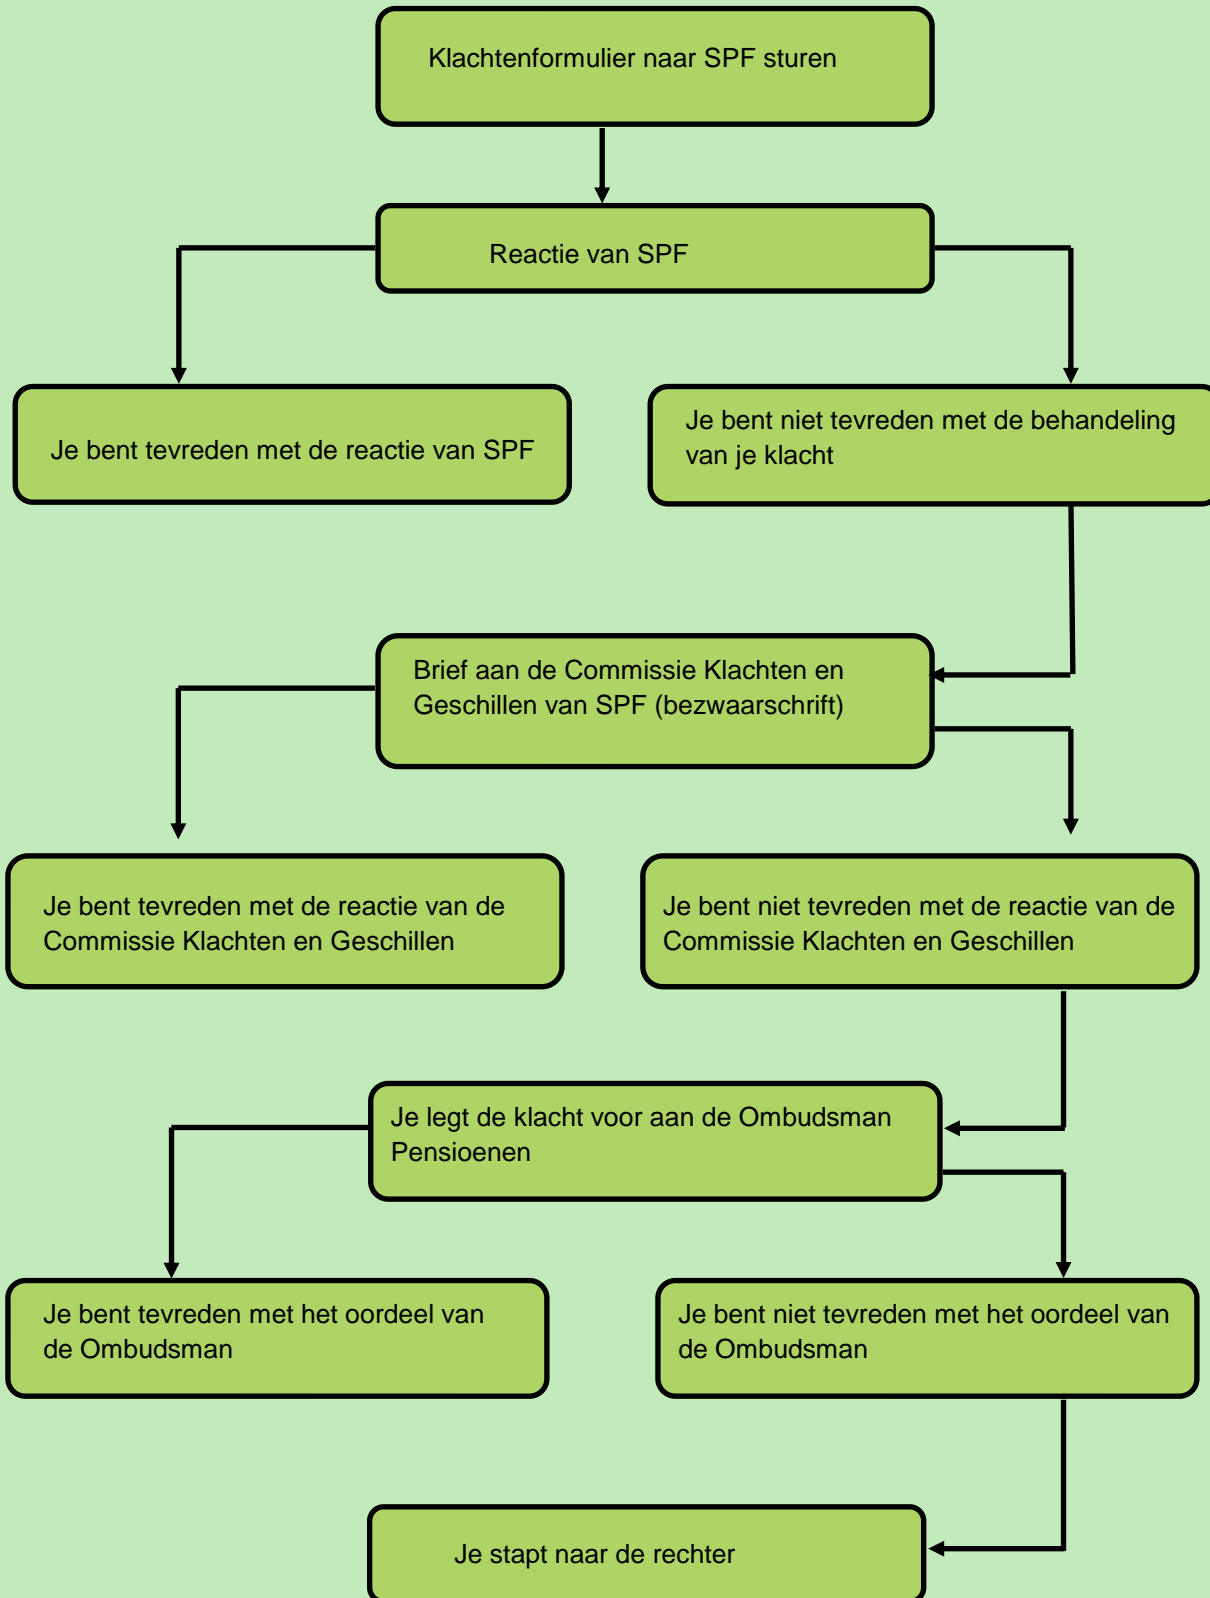 Klachtenformulier naar SPF sturen
Reactie van SPF
Je bent tevreden met de reactie van SPF
Je bent niet tevreden met de behandeling
van je klacht
Brief aan de Commissie Klachten en
Geschillen van SPF (bezwaarschrift)
Je bent tevreden met de reactie van de
Commissie Klachten en Geschillen
Je bent niet tevreden met de reactie van de
Commissie Klachten en Geschillen
Je legt de klacht voor aan de Ombudsman
Pensioenen
Je bent tevreden met het oordeel van
de Ombudsman
Je bent niet tevreden met het oordeel van
de Ombudsman
Je stapt naar de rechter